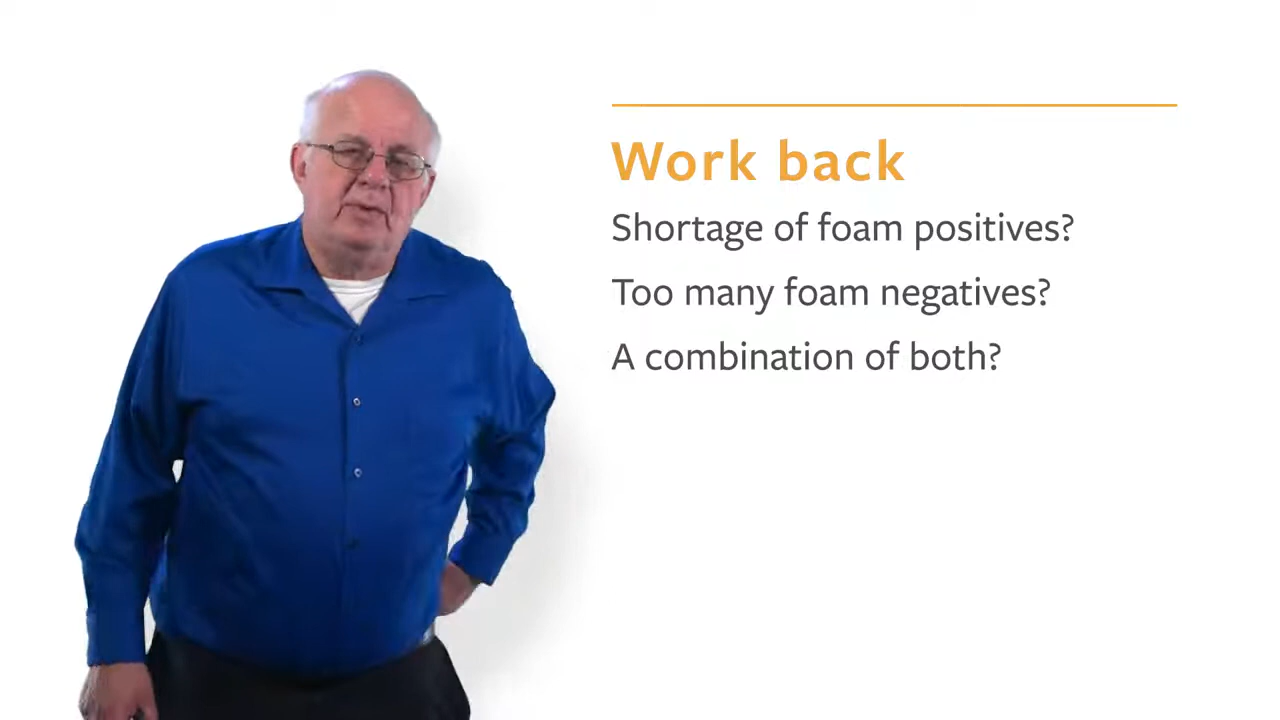 Work back
Shortage of foam positives?
Too many foam negatives?
A combination of both?